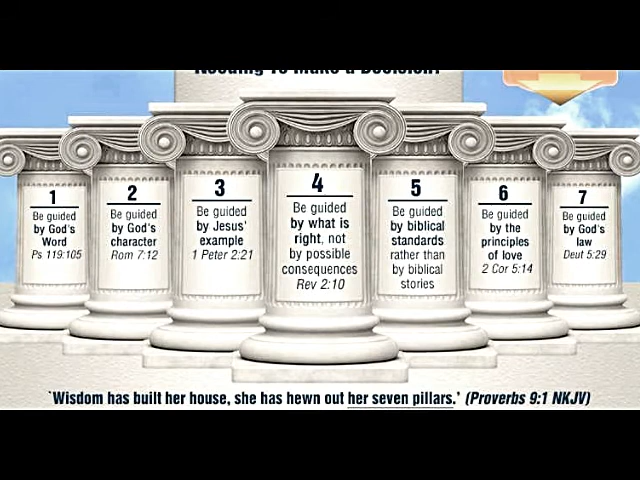 Needing To Make a Decision?
1
Be guided
by God's
Word
Ps 119:105
2
Be guided
by God's
character
Rom 7:12
3
Be guided
by Jesus'
example
1 Peter 2:21
4
Be guided
by what is
right, not
by possible
consequences
Rev 2:10
5
Be guided
by biblical
standards
rather than
by biblical
stories
6
Be guided
by the
principles
of love
2 Cor 5:14
7
Be guided
by God's
law
Deut 5:29
`Wisdom has built her house, she has hewn out her seven pillars.' (Proverbs 9:1 NKJV)